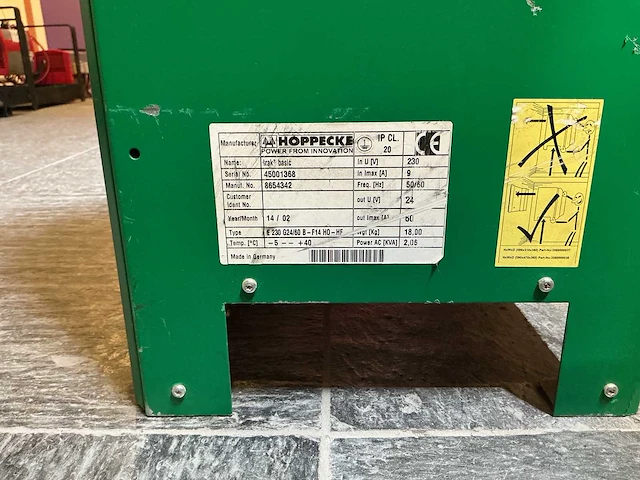 Manufacturer HOPPECKE IP CL. 20 CE
POWER FROM INNOVATION
Name: trak basic In U [V] 230
Serial No. 45001368 In Imax [A] 9
Manuf. No. 8654342 Freq. [Hz] 50/60
Customer Ident No. out U [V] 24
Year/Month 14 / 02 out Imax [A] 60
Type E 230 G24/60 B-F14 HO-HF Wgt [Kg] 18,00
Temp. [°C] -5 -- +40 Power AC [KVA] 2,05
Made in Germany